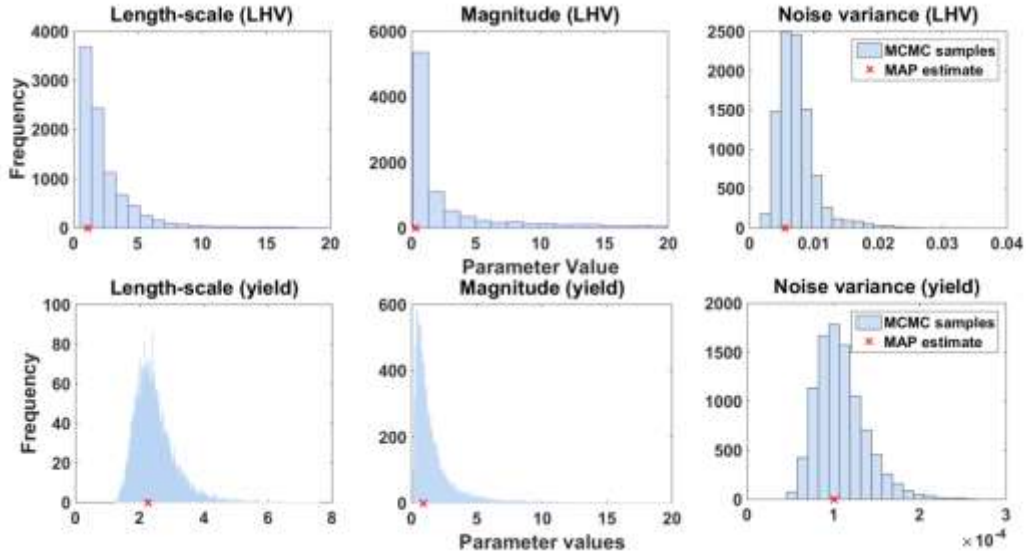 Length-scale (LHV)
Magnitude (LHV)
Noise variance (LHV)
Frequency
4000
3000
2000
1000
0
0 5 10 15 20
6000
4000
2000
0
0 5 10 15 20
Parameter Value
2500
2000
1500
1000
500
0
0 0.01 0.02 0.03 0.04
MCMC samples
MAP estimate
Length-scale (yield)
Magnitude (yield)
Noise variance (yield)
Frequency
100
80
60
40
20
0
0 2 4 6 8
600
400
200
0
0 5 10 15 20
Parameter values
2000
1500
1000
500
0
0 1 2 3
× 10-4
MCMC samples
MAP estimate